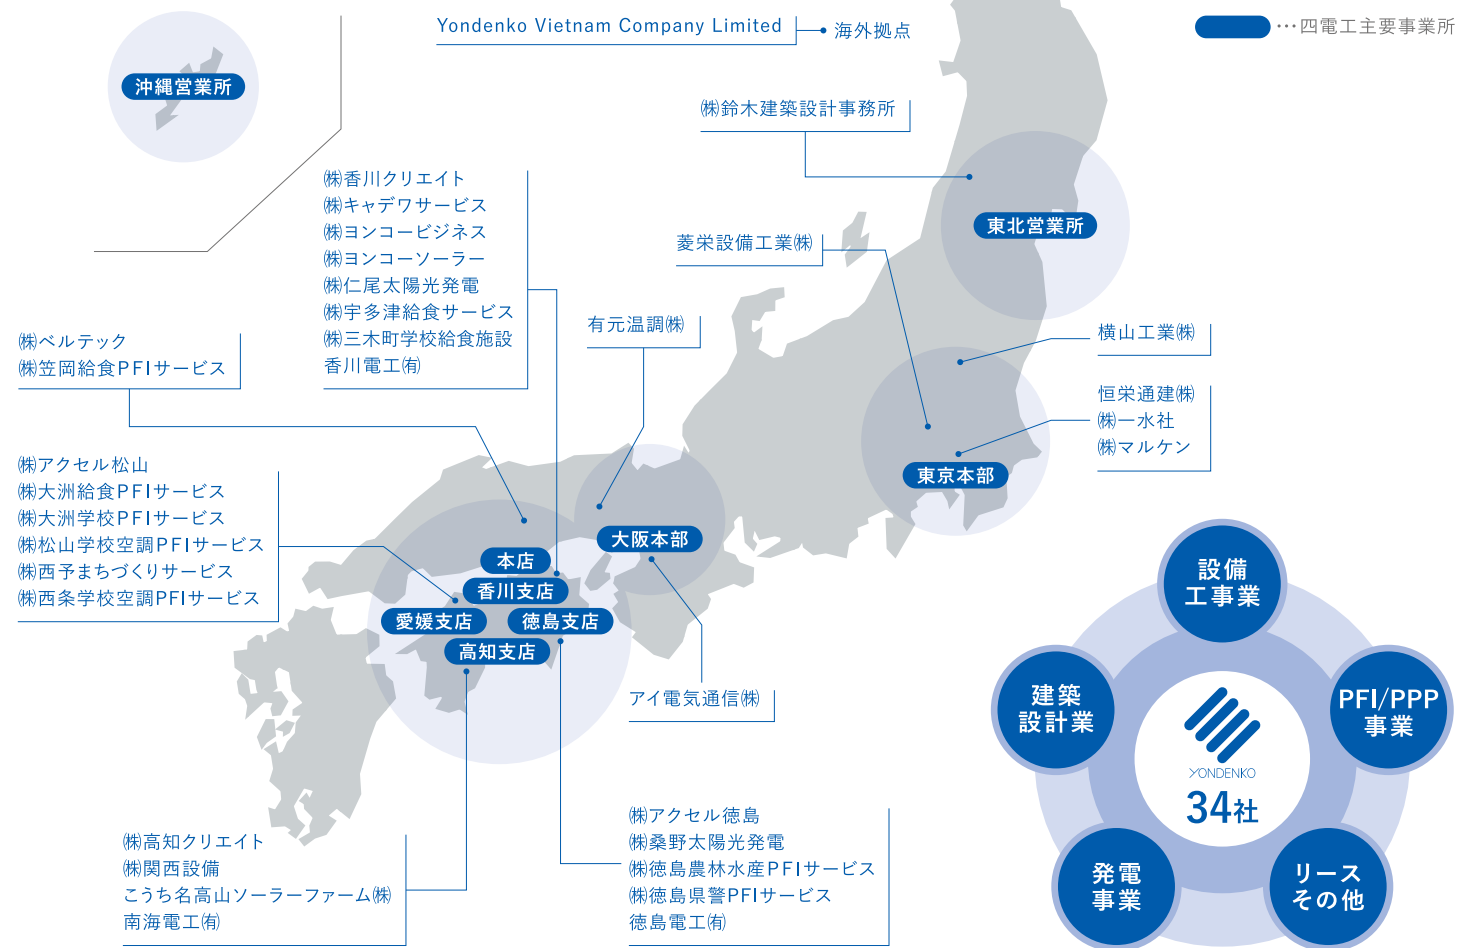 Yondenko Vietnam Company Limited
海外拠点
…四電工主要事業所
沖縄営業所
㈱鈴木建築設計事務所
㈱香川クリエイト
㈱キャデワサービス
㈱ヨンコービジネス
㈱ヨンコーソーラー
㈱仁尾太陽光発電
㈱宇多津給食サービス
㈱三木町学校給食施設
香川電工㈲
東北営業所
菱栄設備工業㈱
有元温調㈱
㈱ベルテック
㈱笠岡給食PFIサービス
横山工業㈱
恒栄通建㈱
㈱一水社
㈱マルケン
㈱アクセル松山
㈱大洲給食PFIサービス
㈱大洲学校PFIサービス
㈱松山学校空調PFIサービス
㈱西予まちづくりサービス
㈱西条学校空調PFIサービス
東京本部
大阪本部
本店
香川支店
愛媛支店
徳島支店
高知支店
アイ電気通信㈱
㈱高知クリエイト
㈱関西設備
こうち名高山ソーラーファーム㈱
南海電工㈲
㈱アクセル徳島
㈱桑野太陽光発電
㈱徳島農林水産PFIサービス
㈱徳島県警PFIサービス
徳島電工㈲
設備
工事業
建築
設計業
PFI/PPP
事業
YONDENKO
34社
発電
事業
リース
その他